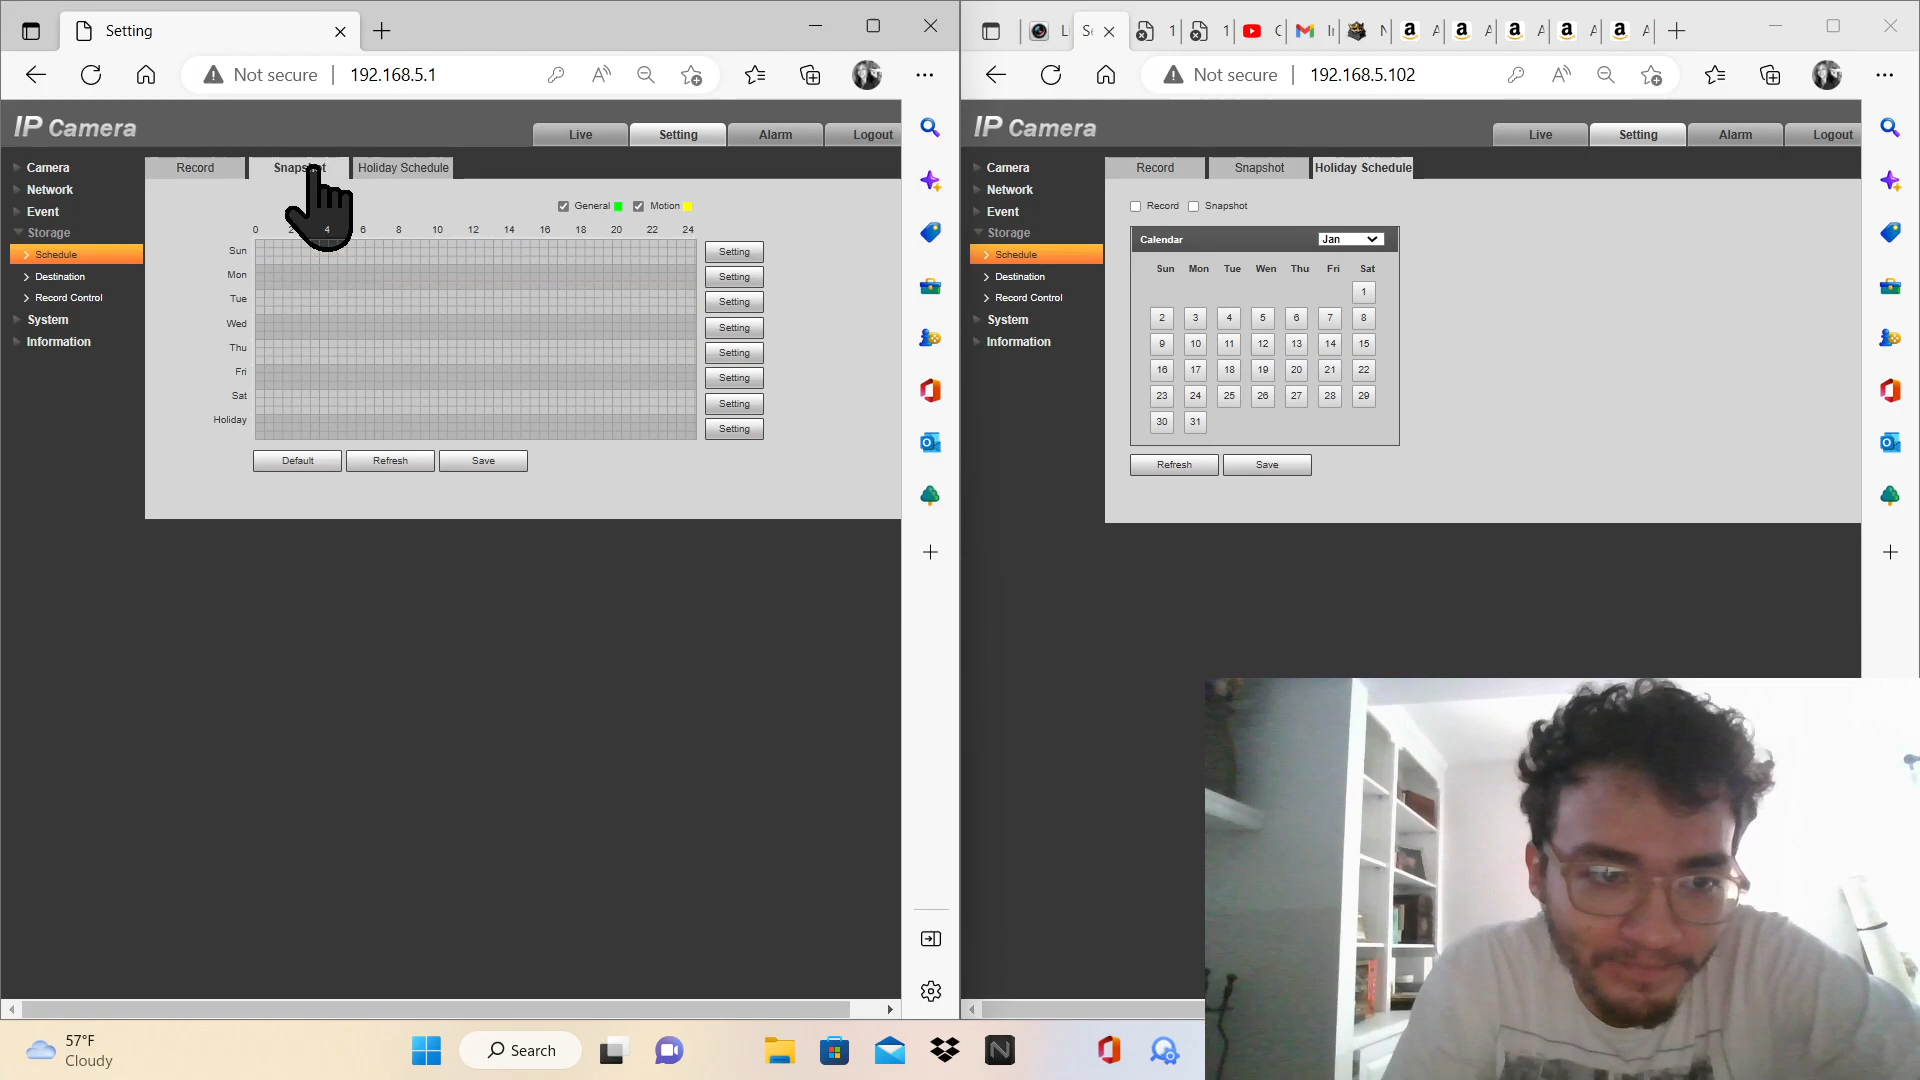 Setting
Not secure 192.168.5.1
IP Camera
Live Setting Alarm Logout
Camera
Network
Event
Storage
Schedule
Destination
Record Control
System
Information
Record Holiday Schedule
General Motion
0 4 6 8 10 12 14 16 18 20 22 24
Sun Setting
Mon Setting
Tue Setting
Wed Setting
Thu Setting
Fri Setting
Sat Setting
Holiday Setting
Default Refresh Save
Not secure 192.168.5.102
IP Camera
Live Setting Alarm Logout
Camera
Network
Event
Storage
Schedule
Destination
Record Control
System
Information
Record Snapshot Holiday Schedule
Record Snapshot
Calendar Jan
Sun Mon Tue Wen Thu Fri Sat
1
2 3 4 5 6 7 8
9 10 11 12 13 14 15
16 17 18 19 20 21 22
23 24 25 26 27 28 29
30 31
Refresh Save
57°F
Cloudy
Search